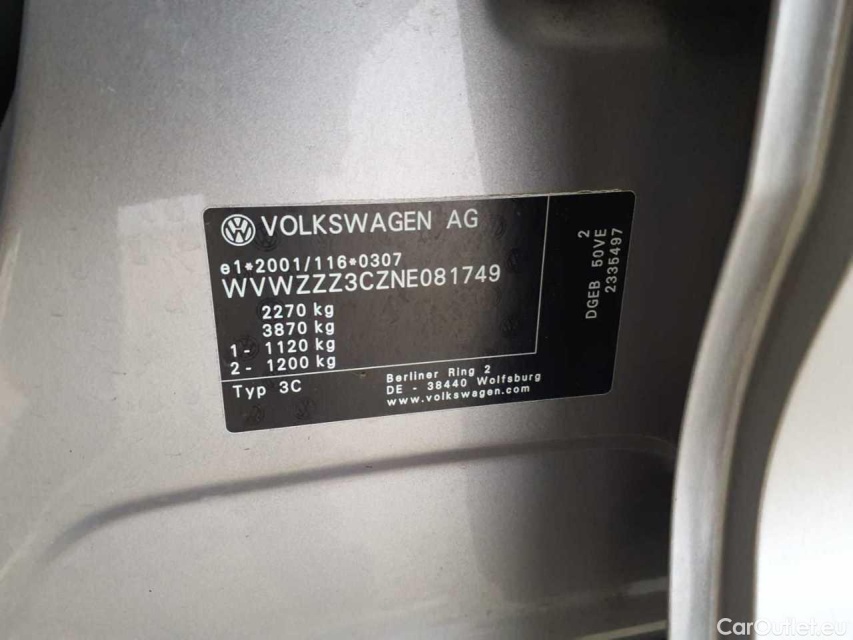 VOLKSWAGEN AG
e1*2001/116*0307
WVWZZZ3CZNE081749
2270 kg
3870 kg
1 - 1120 kg
2 - 1200 kg
Typ 3C
Berliner Ring 2
DE - 38440 Wolfsburg
www.volkswagen.com
2
DGEB 50VE
2335497
CarOutlet.eu